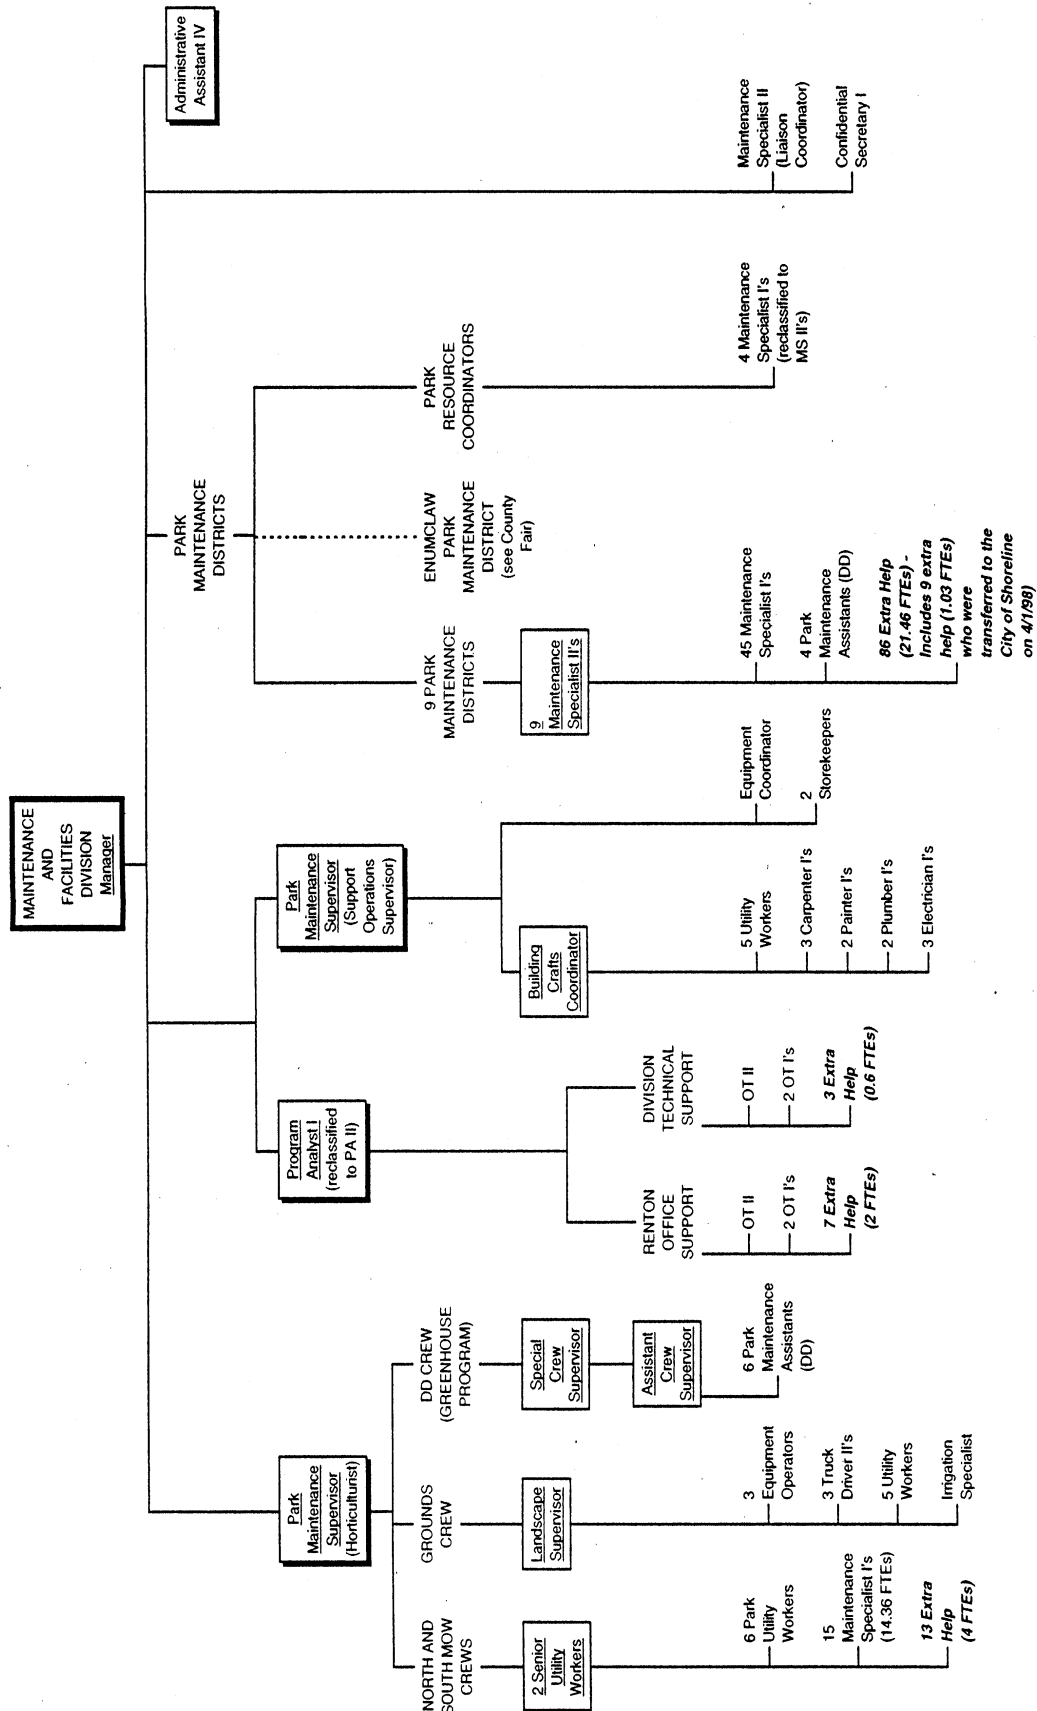 MAINTENANCE
AND
FACILITIES
DIVISION
Manager
Administrative
Assistant IV
Park
Maintenance
Supervisor
(Horticulturist)
NORTH AND
SOUTH MOW
CREWS
2 Senior
Utility
Workers
6 Park
Utility
Workers
15
Maintenance
Specialist I's
(14.36 FTEs)
13 Extra
Help
(4 FTEs)
GROUNDS
CREW
Landscape
Supervisor
3
Equipment
Operators
3 Truck
Driver II's
5 Utility
Workers
Irrigation
Specialist
DD CREW
(GREENHOUSE
PROGRAM)
Special
Crew
Supervisor
Assistant
Crew
Supervisor
6 Park
Maintenance
Assistants
(DD)
Program
Analyst I
(reclassified
to PA II)
RENTON
OFFICE
SUPPORT
OT II
2 OT I's
7 Extra
Help
(2 FTEs)
DIVISION
TECHNICAL
SUPPORT
OT II
2 OT I's
3 Extra
Help
(0.6 FTEs)
Park
Maintenance
Supervisor
(Support
Operations
Supervisor)
Building
Crafts
Coordinator
5 Utility
Workers
3 Carpenter I's
2 Painter I's
2 Plumber I's
3 Electrician I's
Equipment
Coordinator
2
Storekeepers
PARK
MAINTENANCE
DISTRICTS
9 PARK
MAINTENANCE
DISTRICTS
9
Maintenance
Specialist II's
45 Maintenance
Specialist I's
4 Park
Maintenance
Assistants (DD)
86 Extra Help
(21.46 FTEs) -
Includes 9 extra
help (1.03 FTEs)
who were
transferred to the
City of Shoreline
on 4/1/98)
ENUMCLAW
PARK
MAINTENANCE
DISTRICT
(see County
Fair)
PARK
RESOURCE
COORDINATORS
4 Maintenance
Specialist I's
(reclassified to
MS II's)
Maintenance
Specialist II
(Liaison
Coordinator)
Confidential
Secretary I